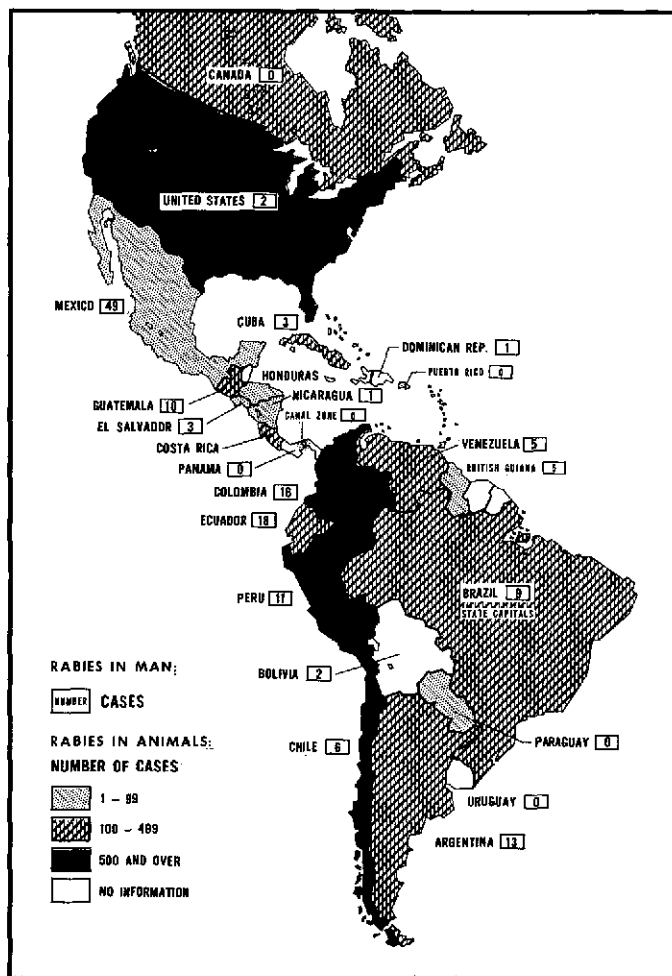 CANADA 0
UNITED STATES 2
MEXICO 49
CUBA 3
DOMINICAN REP. 1
PUERTO RICO 0
HONDURAS
NICARAGUA 1
GUATEMALA 10
EL SALVADOR 3
CANAL ZONE 0
COSTA RICA
PANAMA 0
VENEZUELA 5
BRITISH GUIANA
COLOMBIA 16
ECUADOR 18
PERU
BRAZIL 9
STATE CAPITALS
BOLIVIA 2
CHILE 6
PARAGUAY 0
URUGUAY 0
ARGENTINA 13
RABIES IN MAN:
NUMBER CASES
RABIES IN ANIMALS:
NUMBER OF CASES
1 - 99
100 - 499
500 AND OVER
NO INFORMATION